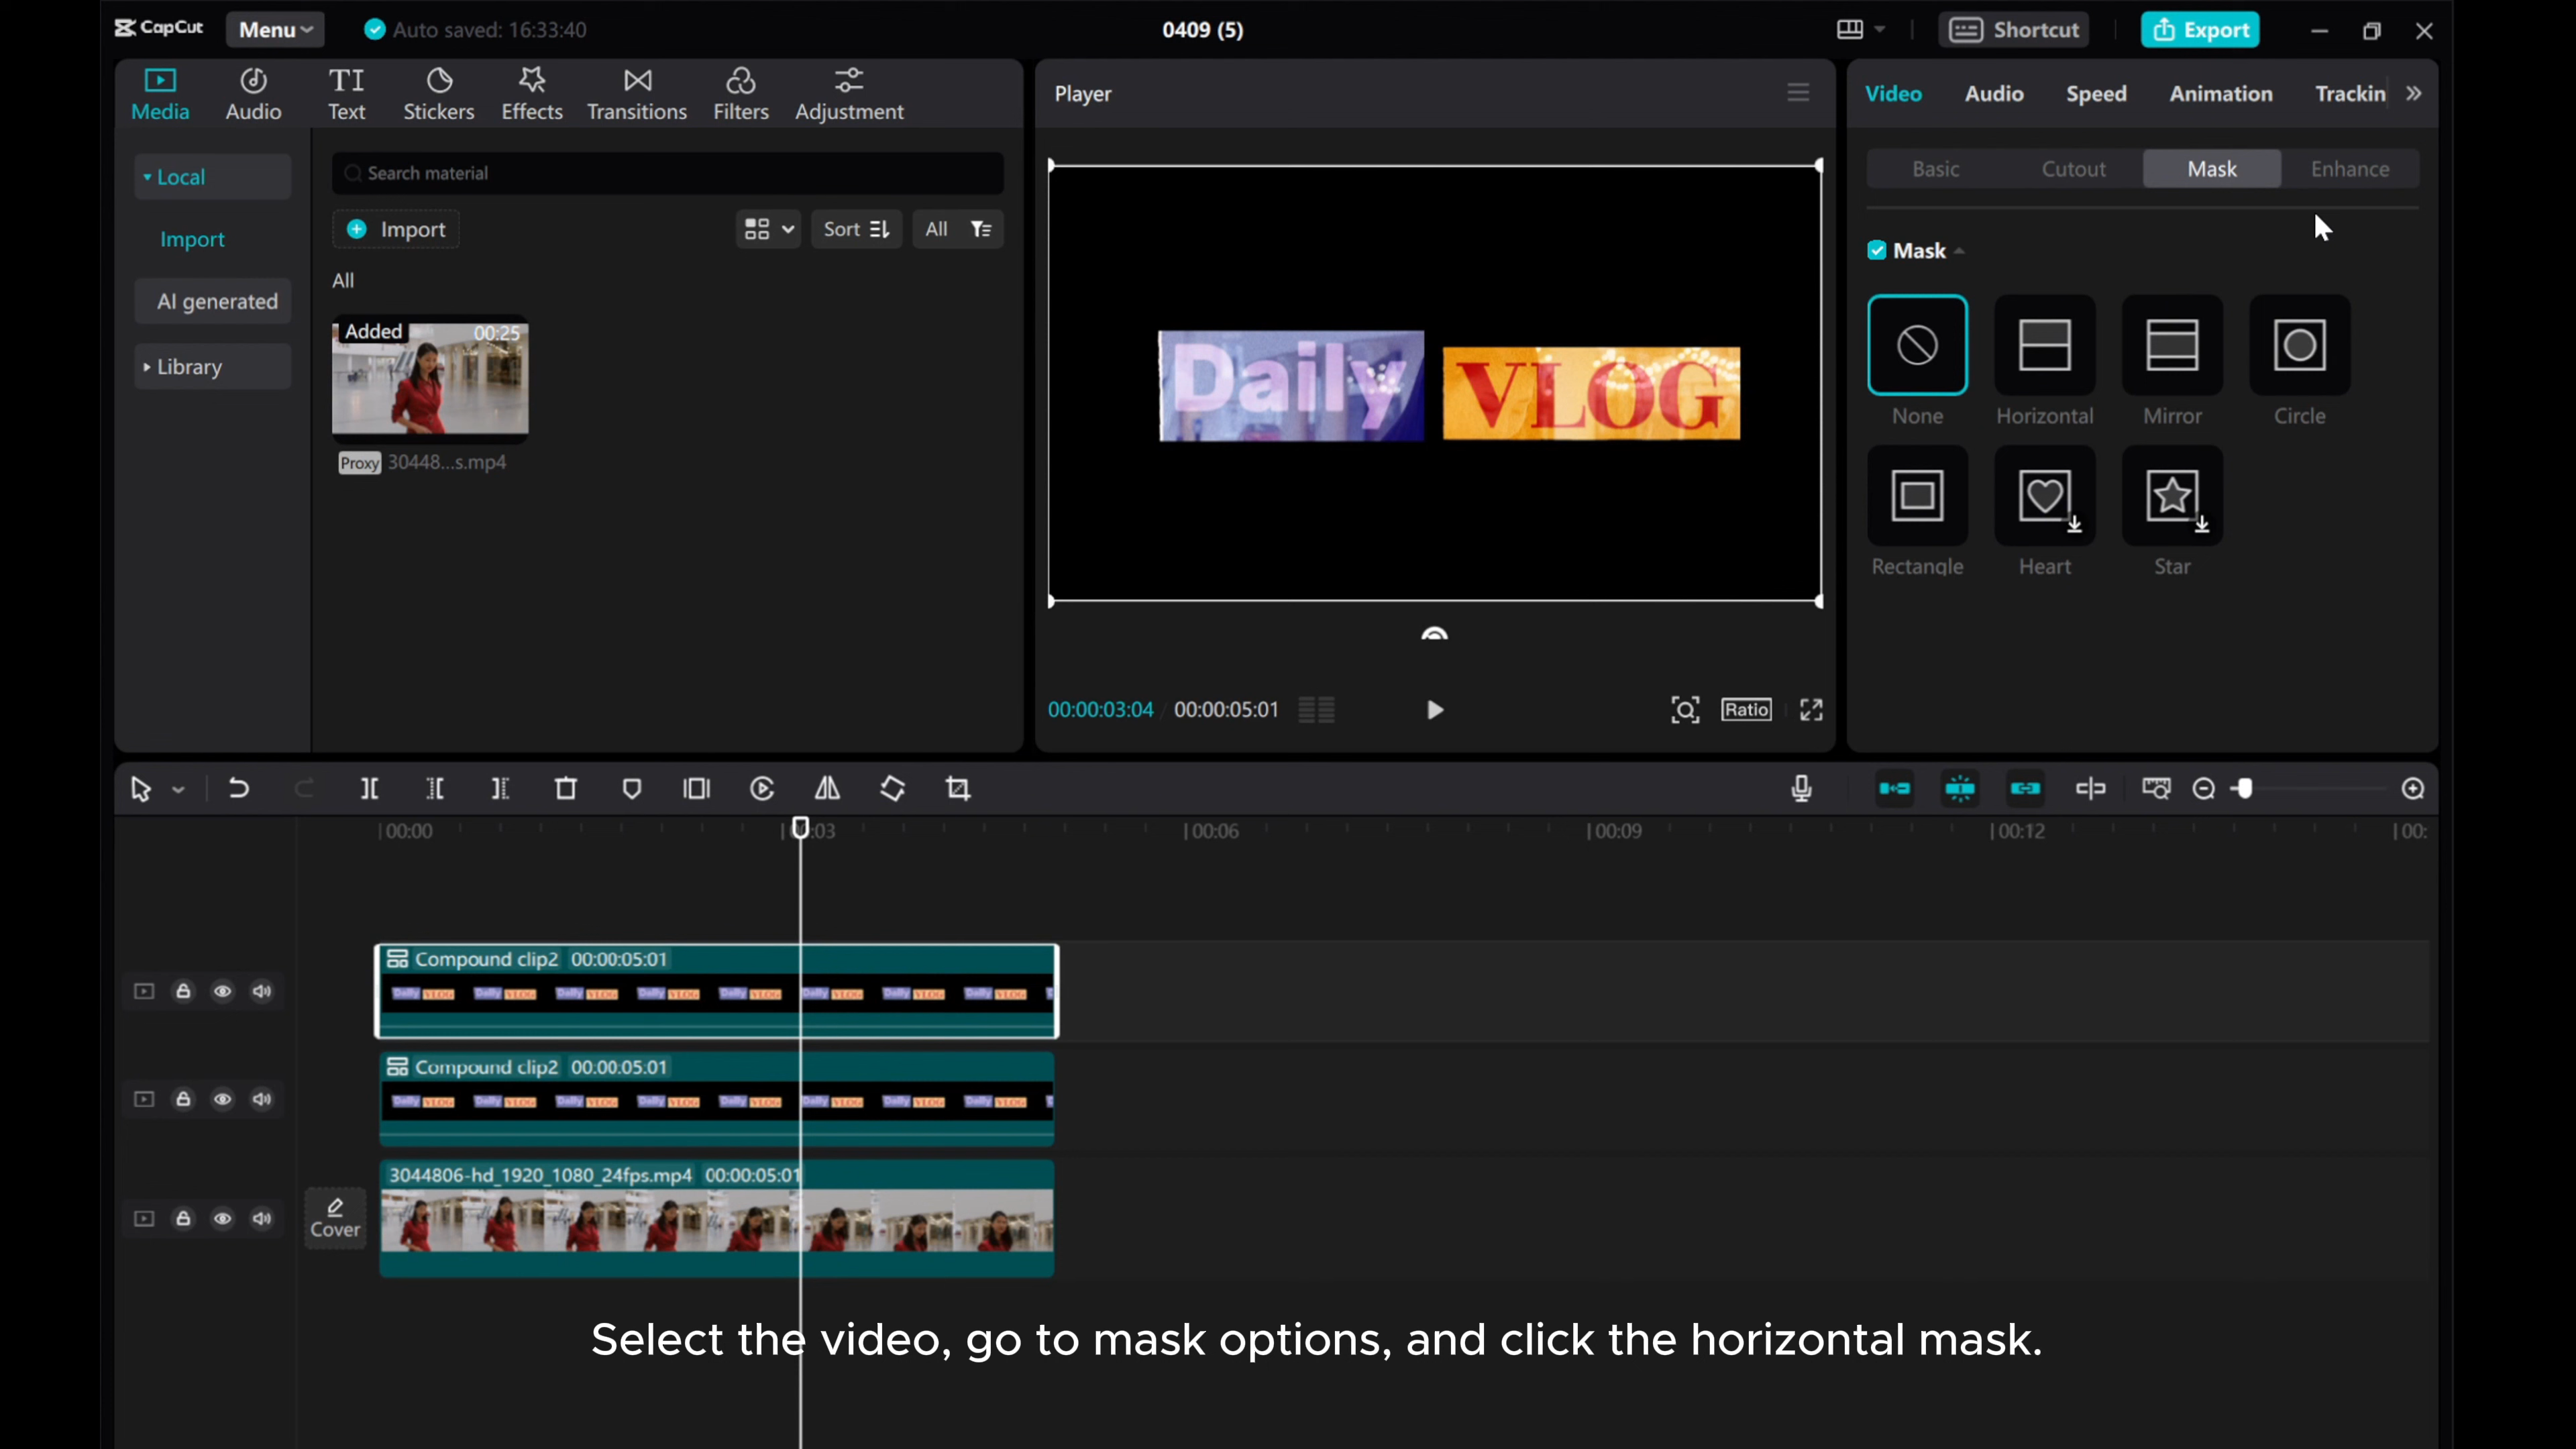 CapCut
Menu
Auto saved: 16:33:40
0409 (5)
Shortcut
Export
Media
Audio
Text
Stickers
Effects
Transitions
Filters
Adjustment
Local
Import
AI generated
Library
Search material
Import
Sort
All
All
Added
00:25
Proxy
30448...s.mp4
Player
Daily
VLOG
00:00:03:04
00:00:05:01
Ratio
Video
Audio
Speed
Animation
Trackin
Basic
Cutout
Mask
Enhance
Mask
None
Horizontal
Mirror
Circle
Rectangle
Heart
Star
00:00
00:06
00:09
00:12
00:
Compound clip2 00:00:05:01
Compound clip2 00:00:05:01
Cover
3044806-hd_1920_1080_24fps.mp4 00:00:05:01
Select the video, go to mask options, and click the horizontal mask.